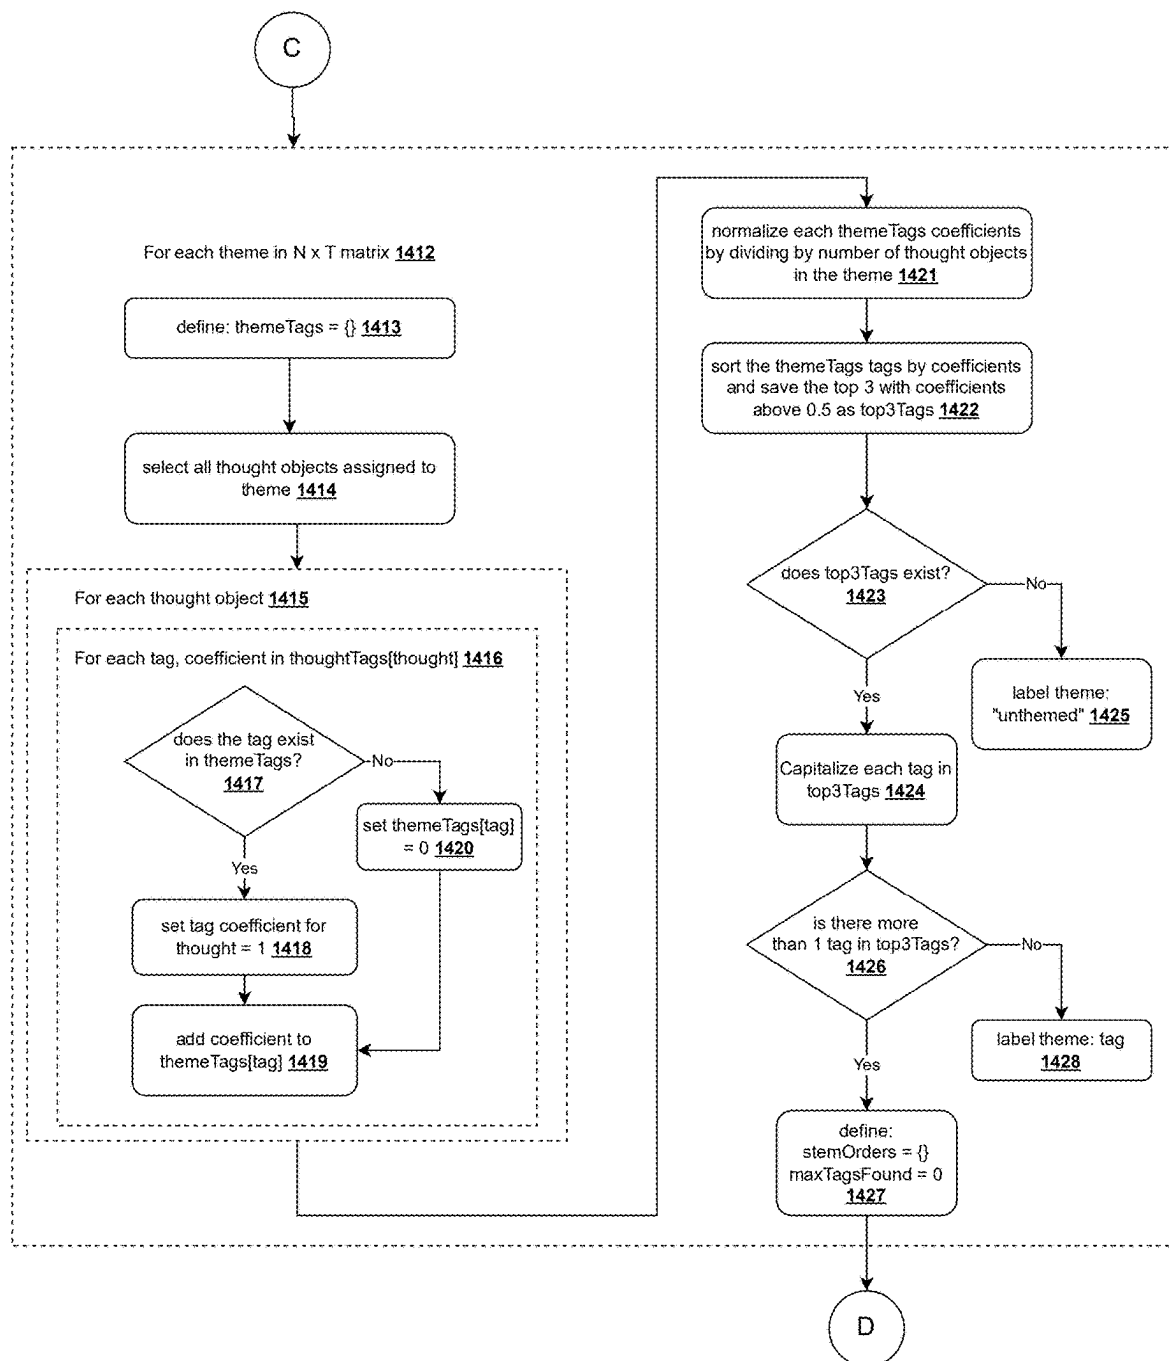 C
For each theme in N x T matrix 1412
define: themeTags = {} 1413
select all thought objects assigned to
theme 1414
For each thought object 1415
For each tag, coefficient in thoughtTags[thought] 1416
does the tag exist
in themeTags?
1417
No
set themeTags[tag]
= 0 1420
Yes
set tag coefficient for
thought = 1 1418
add coefficient to
themeTags[tag] 1419
normalize each themeTags coefficients
by dividing by number of thought objects
in the theme 1421
sort the themeTags tags by coefficients
and save the top 3 with coefficients
above 0.5 as top3Tags 1422
does top3Tags exist?
1423
No
label theme:
"unthemed" 1425
Yes
Capitalize each tag in
top3Tags 1424
is there more
than 1 tag in top3Tags?
1426
No
label theme: tag
1428
Yes
define:
stemOrders = {}
maxTagsFound = 0
1427
D